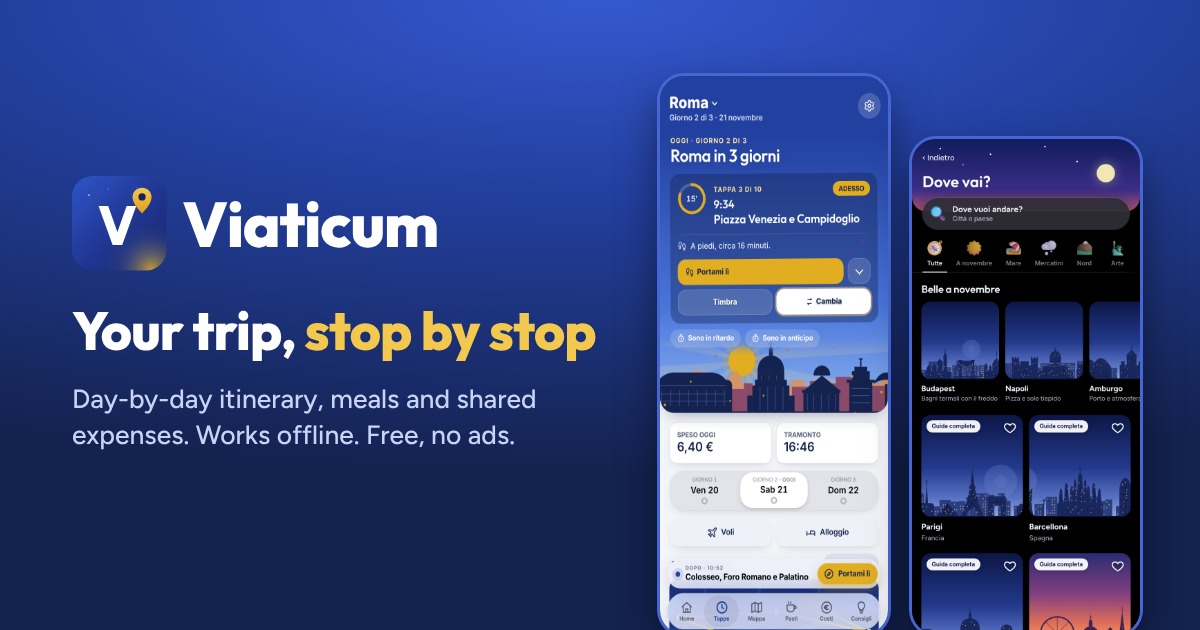 V
Viaticum
Your trip, stop by stop
Day-by-day itinerary, meals and shared
expenses. Works offline. Free, no ads.
Roma
Giorno 2 di 3 · 21 novembre
OGGI · GIORNO 2 DI 3
Roma in 3 giorni
15'
TAPPA 3 DI 10
ADESSO
9:34
Piazza Venezia e Campidoglio
A piedi, circa 16 minuti.
Portami lì
Timbra
Cambia
Sono in ritardo
Sono in anticipo
SPESO OGGI
6,40 €
TRAMONTO
16:46
GIORNO 1
Ven 20
GIORNO 2 · OGGI
Sab 21
GIORNO 3
Dom 22
Voli
Alloggio
DOPO · 10:52
Colosseo, Foro Romano e Palatino
Portami lì
Home
Tappe
Mappa
Pasti
Costi
Consigli
‹ Indietro
Dove vai?
Dove vuoi andare?
Città o paese
Tutte
A novembre
Mare
Mercatini
Nord
Arte
Belle a novembre
Budapest
Bagni termali con il freddo
Napoli
Pizza e sole tiepido
Amburgo
Porto e atmosfera
Guida completa
Guida completa
Parigi
Francia
Barcellona
Spagna
Guida completa
Guida completa